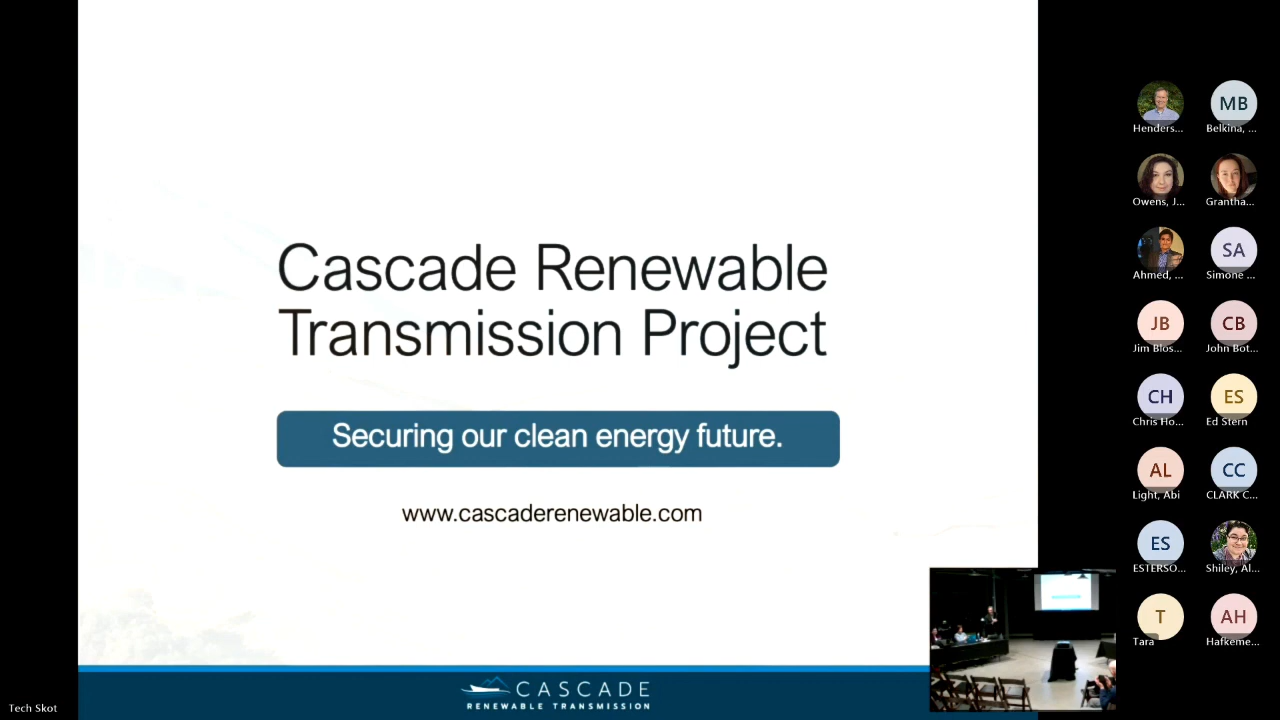 Cascade Renewable
Transmission Project
Securing our clean energy future.
www.cascaderenewable.com
CASCADE
RENEWABLE TRANSMISSION
Tech Skot
Henders...
MB
Belkina, ...
Owens, J...
Grantha...
Ahmed, ...
SA
Simone ...
JB
Jim Blos...
CB
John Bot...
CH
Chris Ho...
ES
Ed Stern
AL
Light, Abi
CC
CLARK C...
ES
ESTERSO...
Shiley, Al...
T
Tara
AH
Hafkeme...